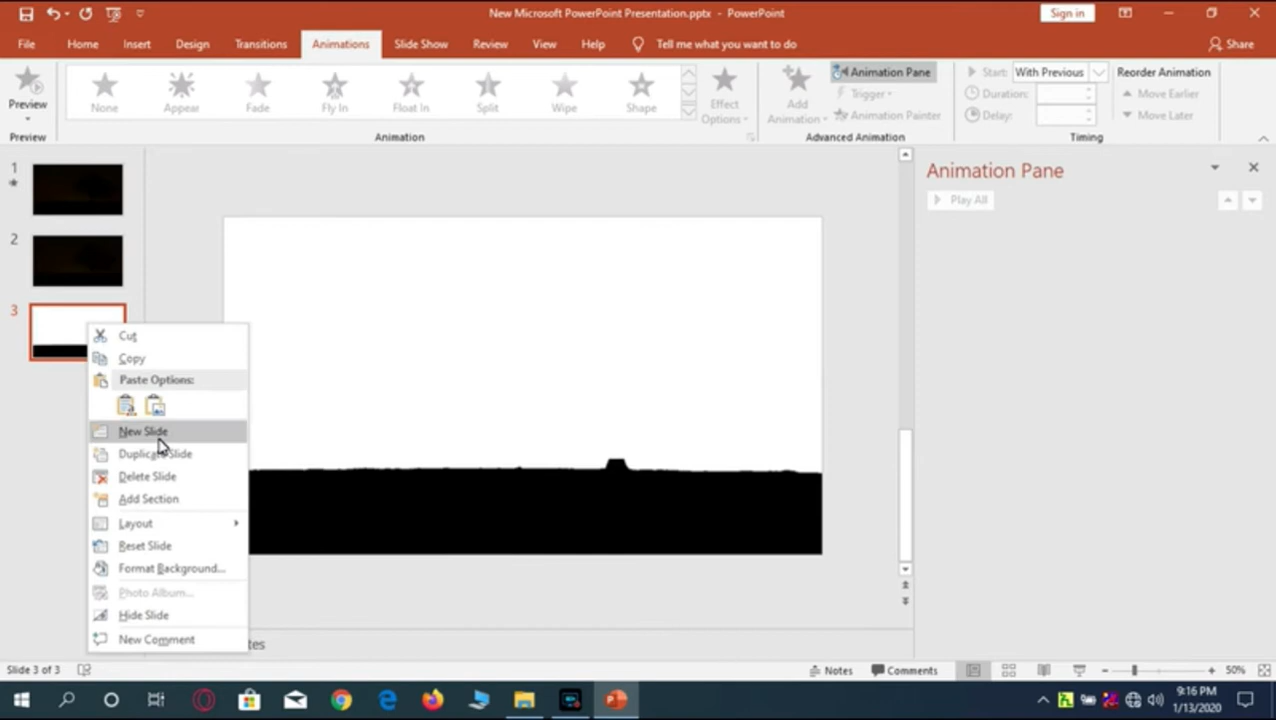 New Microsoft PowerPoint Presentation.pptx - PowerPoint
Sign in
File Home Insert Design Transitions Animations Slide Show Review View Help Tell me what you want to do Share
Preview
None Appear Fade Fly In Float In Split Wipe Shape
Effect Options
Add Animation
Animation Pane
Trigger
Animation Painter
Start: With Previous
Duration:
Delay:
Reorder Animation
Move Earlier
Move Later
Preview Animation Advanced Animation Timing
1
2
3
Cut
Copy
Paste Options:
New Slide
Duplicate Slide
Delete Slide
Add Section
Layout
Reset Slide
Format Background...
Photo Album...
Hide Slide
New Comment
Animation Pane
Play All
tes
Slide 3 of 3 Notes Comments 50%
9:16 PM
1/13/2020